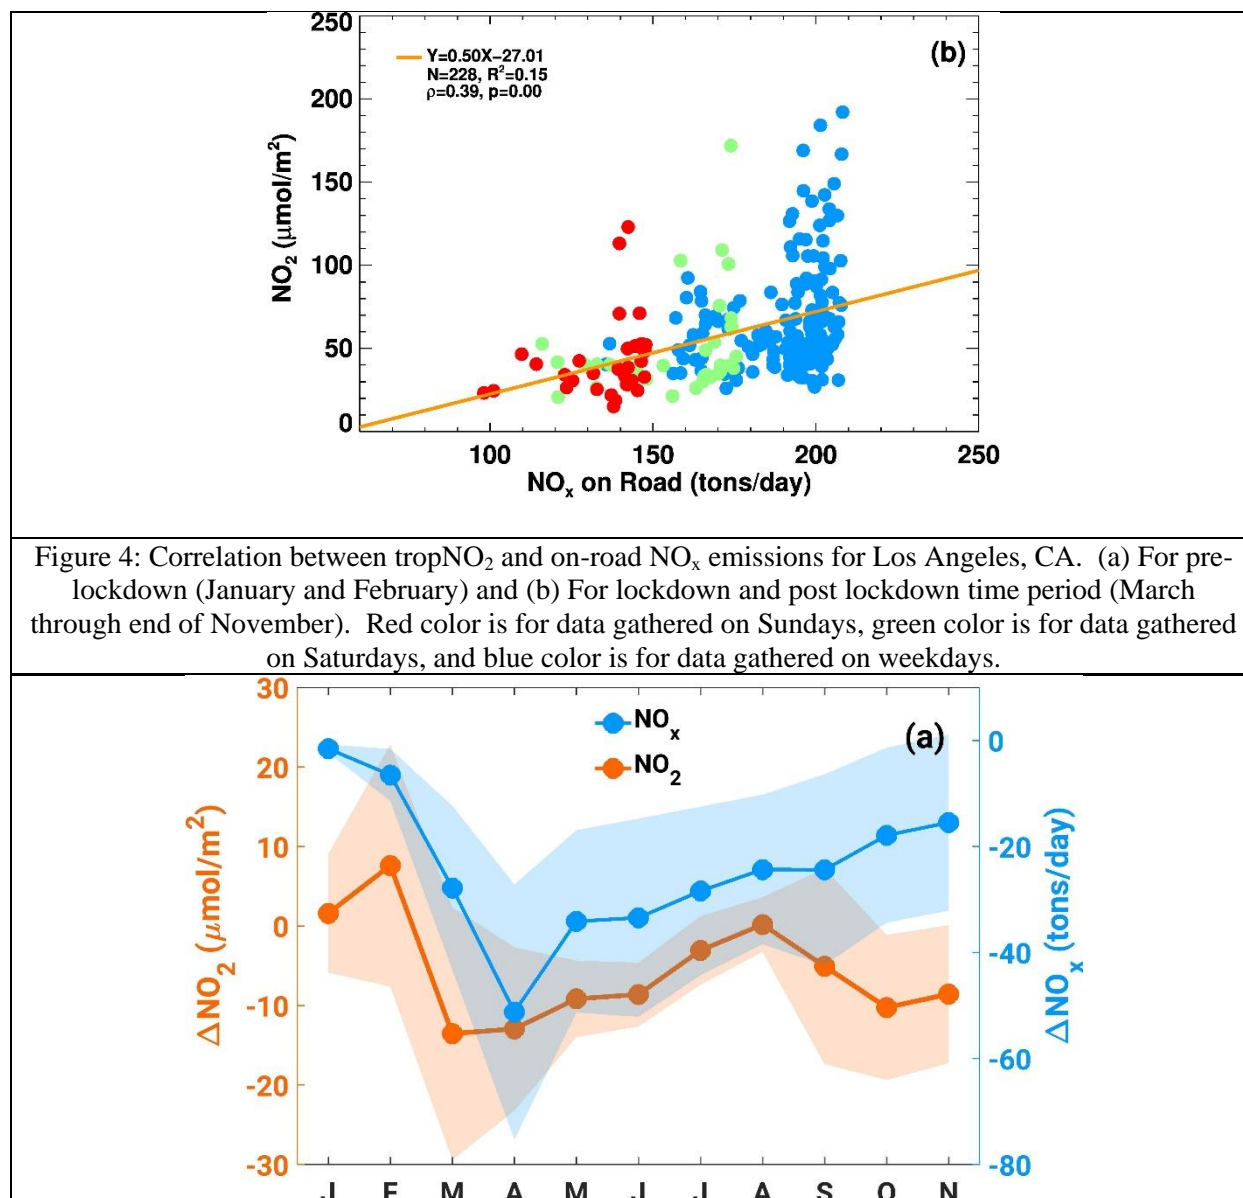 250
(b)
Y=0.50X−27.01
N=228, R²=0.15
ρ=0.39, p=0.00
200
150
100
50
0
NO₂ (μmol/m²)
100 150 200 250
NOₓ on Road (tons/day)
Figure 4: Correlation between tropNO₂ and on-road NOₓ emissions for Los Angeles, CA. (a) For pre-
lockdown (January and February) and (b) For lockdown and post lockdown time period (March
through end of November). Red color is for data gathered on Sundays, green color is for data gathered
on Saturdays, and blue color is for data gathered on weekdays.
30
20
10
0
-10
-20
-30
ΔNO₂ (μmol/m²)
NOₓ
NO₂
(a)
0
-20
-40
-60
-80
ΔNOₓ (tons/day)
J F M A M J J A S O N